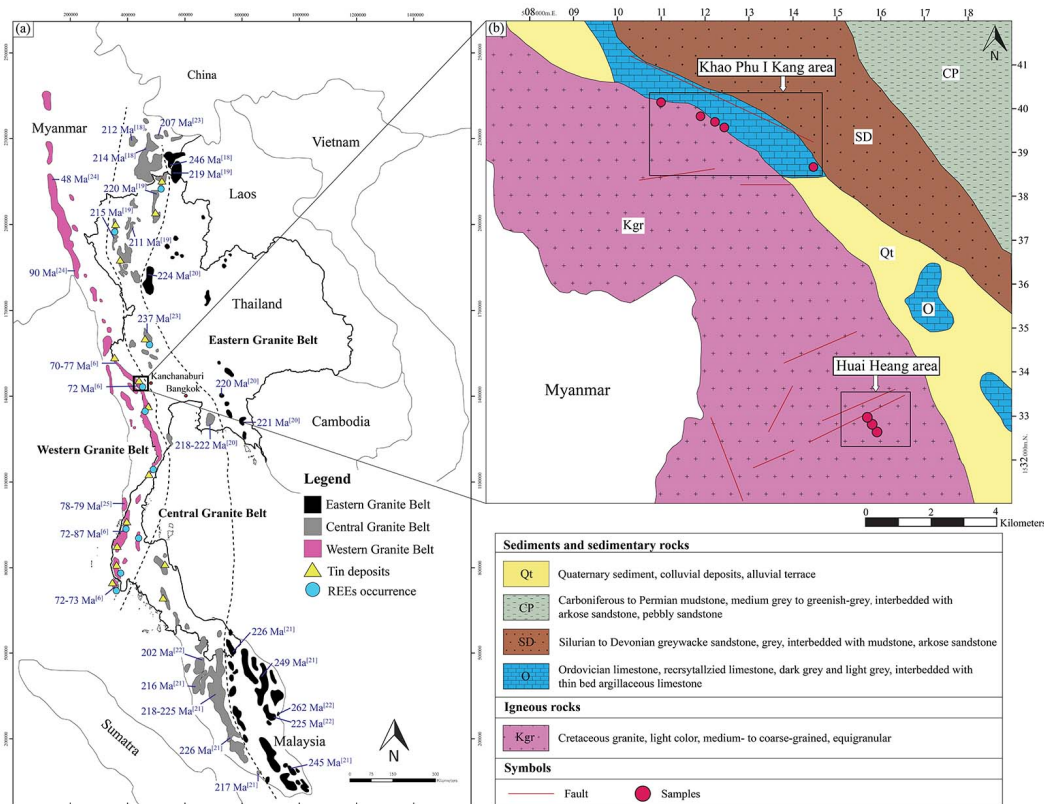 (a)
200000
400000
600000
800000
1000000
1200000
1400000
China
Myanmar
Vietnam
Laos
Thailand
Cambodia
Malaysia
Sumatra
212 Ma[18]
207 Ma[23]
214 Ma[18]
246 Ma[18]
219 Ma[19]
48 Ma[24]
220 Ma[19]
215 Ma[19]
211 Ma[19]
90 Ma[24]
224 Ma[20]
237 Ma[23]
Eastern Granite Belt
70-77 Ma[6]
72 Ma[6]
Kanchanaburi
Bangkok
220 Ma[20]
221 Ma[20]
218-222 Ma[20]
Western Granite Belt
Central Granite Belt
78-79 Ma[25]
72-87 Ma[6]
72-73 Ma[6]
Legend
Eastern Granite Belt
Central Granite Belt
Western Granite Belt
Tin deposits
REEs occurrence
226 Ma[21]
202 Ma[22]
249 Ma[21]
216 Ma[21]
218-225 Ma[21]
262 Ma[22]
225 Ma[22]
226 Ma[21]
245 Ma[21]
217 Ma[21]
N
Kilometers
(b)
508000m.E.
09
10
11
12
13
14
15
16
17
18
41
40
39
38
37
36
35
34
33
1532000m.N.
N
Khao Phu I Kang area
CP
SD
Kgr
Qt
O
Myanmar
Huai Heang area
0 1 2 4
Kilometers
Sediments and sedimentary rocks
Qt Quaternary sediment, colluvial deposits, alluvial terrace
CP Carboniferous to Permian mudstone, medium grey to greenish-grey, interbedded with
arkose sandstone, pebbly sandstone
SD Silurian to Devonian greywacke sandstone, grey, interbedded with mudstone, arkose sandstone
O Ordovician limestone, recrsytallzied limestone, dark grey and light grey, interbedded with
thin bed argillaceous limestone
Igneous rocks
Kgr Cretaceous granite, light color, medium- to coarse-grained, equigranular
Symbols
Fault
Samples